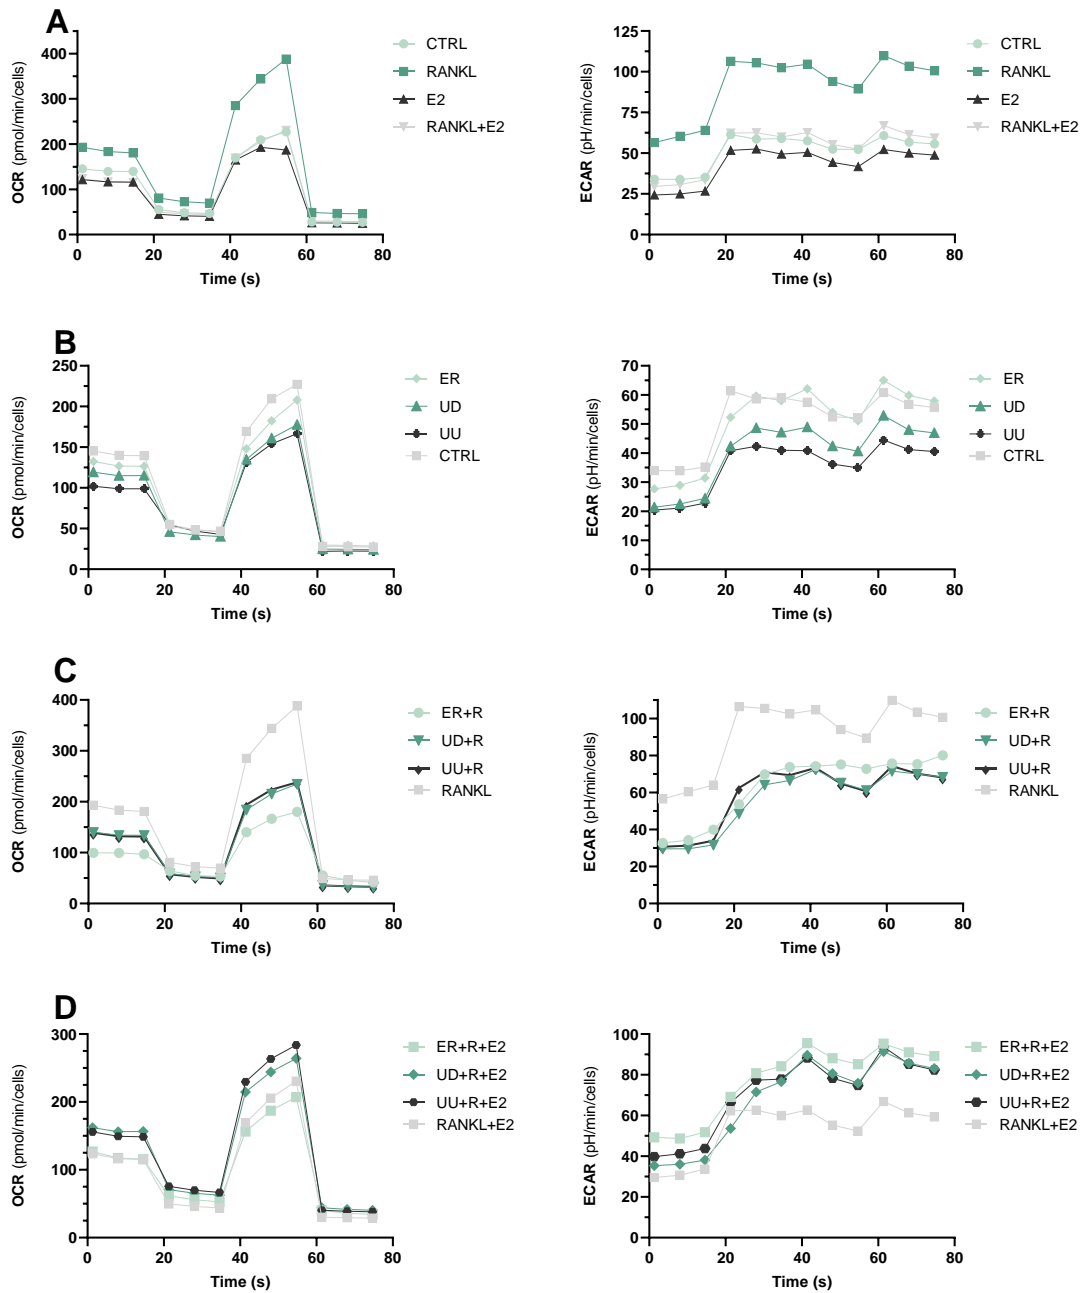 A
OCR (pmol/min/cells)
400
300
200
100
0
0 20 40 60 80
Time (s)
CTRL
RANKL
E2
RANKL+E2
ECAR (pH/min/cells)
125
100
75
50
25
0
0 20 40 60 80
Time (s)
CTRL
RANKL
E2
RANKL+E2
B
OCR (pmol/min/cells)
250
200
150
100
50
0
0 20 40 60 80
Time (s)
ER
UD
UU
CTRL
ECAR (pH/min/cells)
70
60
50
40
30
20
10
0
0 20 40 60 80
Time (s)
ER
UD
UU
CTRL
C
OCR (pmol/min/cells)
400
300
200
100
0
0 20 40 60 80
Time (s)
ER+R
UD+R
UU+R
RANKL
ECAR (pH/min/cells)
100
80
60
40
20
0
0 20 40 60 80
Time (s)
ER+R
UD+R
UU+R
RANKL
D
OCR (pmol/min/cells)
300
200
100
0
0 20 40 60 80
Time (s)
ER+R+E2
UD+R+E2
UU+R+E2
RANKL+E2
ECAR (pH/min/cells)
100
80
60
40
20
0
0 20 40 60 80
Time (s)
ER+R+E2
UD+R+E2
UU+R+E2
RANKL+E2